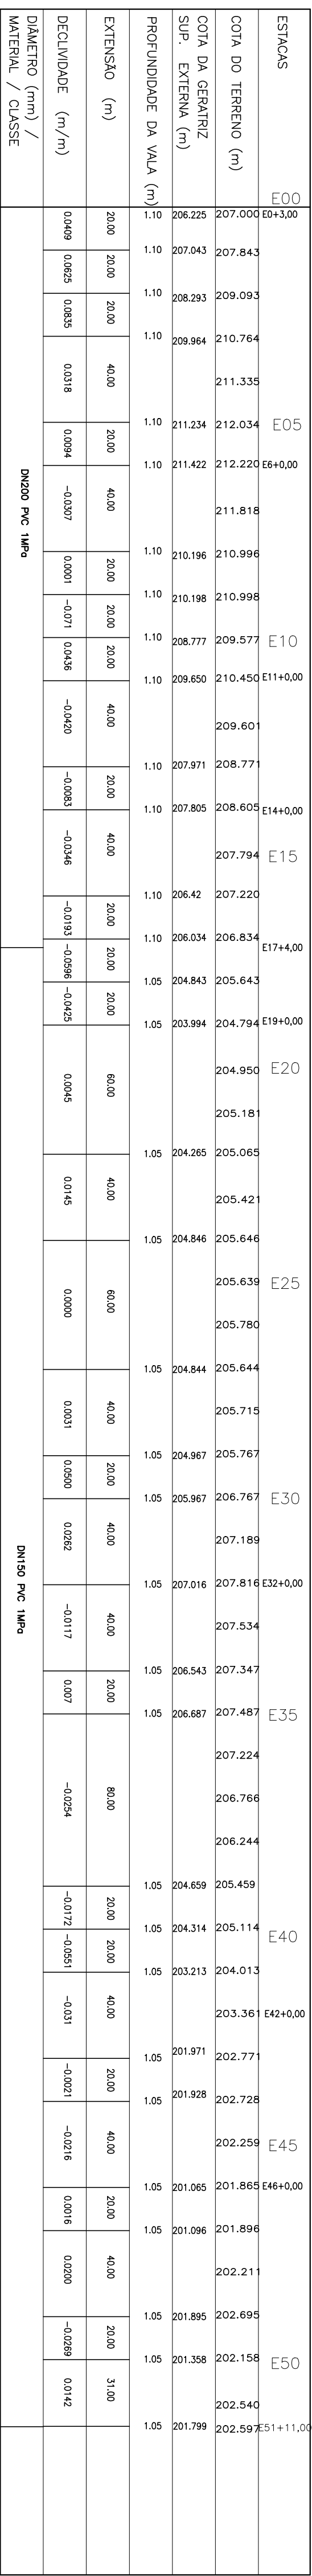 ESTACAS
E00 E0+3,00 E05 E6+0,00 E10 E11+0,00 E14+0,00 E15 E17+4,00 E19+0,00 E20 E25 E30 E32+0,00 E35 E40 E42+0,00 E45 E46+0,00 E50 E51+11,00
COTA DO TERRENO (m)
207.000 207.843 209.093 210.764 211.335 212.034 212.220 211.818 210.996 210.998 209.577 210.450 209.601 208.771 208.605 207.794 207.220 206.834 205.643 204.794 204.950 205.181 205.065 205.421 205.646 205.639 205.780 205.644 205.715 205.767 206.767 207.189 207.816 207.534 207.347 207.487 207.224 206.766 206.244 205.459 205.114 204.013 203.361 202.771 202.728 202.259 201.865 201.896 202.211 202.695 202.158 202.540 202.597
COTA DA GERATRIZ
SUP. EXTERNA (m)
206.225 207.043 208.293 209.964 211.234 211.422 210.196 210.198 208.777 209.650 207.971 207.805 206.42 206.034 204.843 203.994 204.265 204.846 204.844 204.967 205.967 207.016 206.543 206.687 204.659 204.314 203.213 201.971 201.928 201.065 201.096 201.895 201.358 201.799
PROFUNDIDADE DA VALA (m)
1.10 1.10 1.10 1.10 1.10 1.10 1.10 1.10 1.10 1.10 1.10 1.10 1.10 1.10 1.05 1.05 1.05 1.05 1.05 1.05 1.05 1.05 1.05 1.05 1.05 1.05 1.05 1.05 1.05 1.05 1.05 1.05 1.05 1.05
EXTENSÃO (m)
20.00 20.00 20.00 40.00 20.00 40.00 20.00 20.00 20.00 40.00 20.00 40.00 20.00 20.00 20.00 60.00 40.00 60.00 40.00 20.00 40.00 40.00 20.00 80.00 20.00 20.00 40.00 20.00 40.00 20.00 40.00 20.00 31.00
DECLIVIDADE (m/m)
0.0409 0.0625 0.0835 0.0318 0.0094 -0.0307 0.0001 -0.071 0.0436 -0.0420 -0.0083 -0.0346 -0.0193 -0.0596 -0.0425 0.0045 0.0145 0.0000 0.0031 0.0500 0.0262 -0.0117 0.007 -0.0254 -0.0172 -0.0551 -0.031 -0.0021 -0.0216 0.0016 0.0200 -0.0269 0.0142
DIÂMETRO (mm) /
MATERIAL / CLASSE
DN200 PVC 1MPa DN150 PVC 1MPa